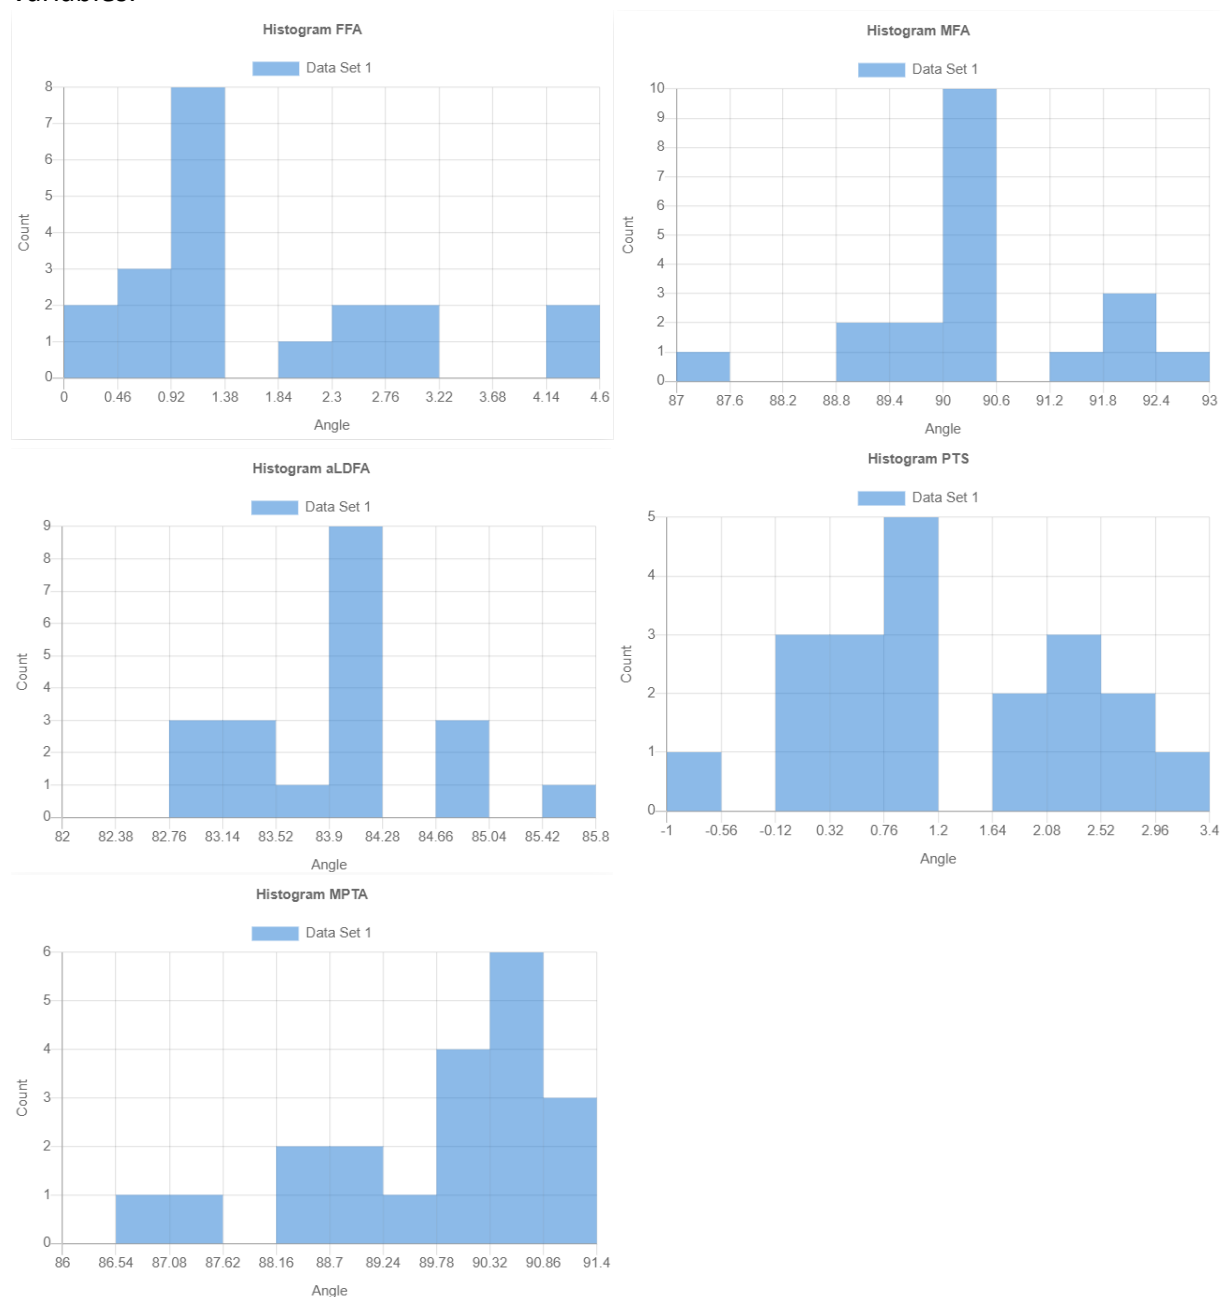 Histogram FFA
Data Set 1
8
7
6
5
4
3
2
1
0
Count
0 0.46 0.92 1.38 1.84 2.3 2.76 3.22 3.68 4.14 4.6
Angle
Histogram MFA
Data Set 1
10
9
8
7
6
5
4
3
2
1
0
Count
87 87.6 88.2 88.8 89.4 90 90.6 91.2 91.8 92.4 93
Angle
Histogram aLDFA
Data Set 1
9
8
7
6
5
4
3
2
1
0
Count
82 82.38 82.76 83.14 83.52 83.9 84.28 84.66 85.04 85.42 85.8
Angle
Histogram PTS
Data Set 1
5
4
3
2
1
0
Count
-1 -0.56 -0.12 0.32 0.76 1.2 1.64 2.08 2.52 2.96 3.4
Angle
Histogram MPTA
Data Set 1
6
5
4
3
2
1
0
Count
86 86.54 87.08 87.62 88.16 88.7 89.24 89.78 90.32 90.86 91.4
Angle